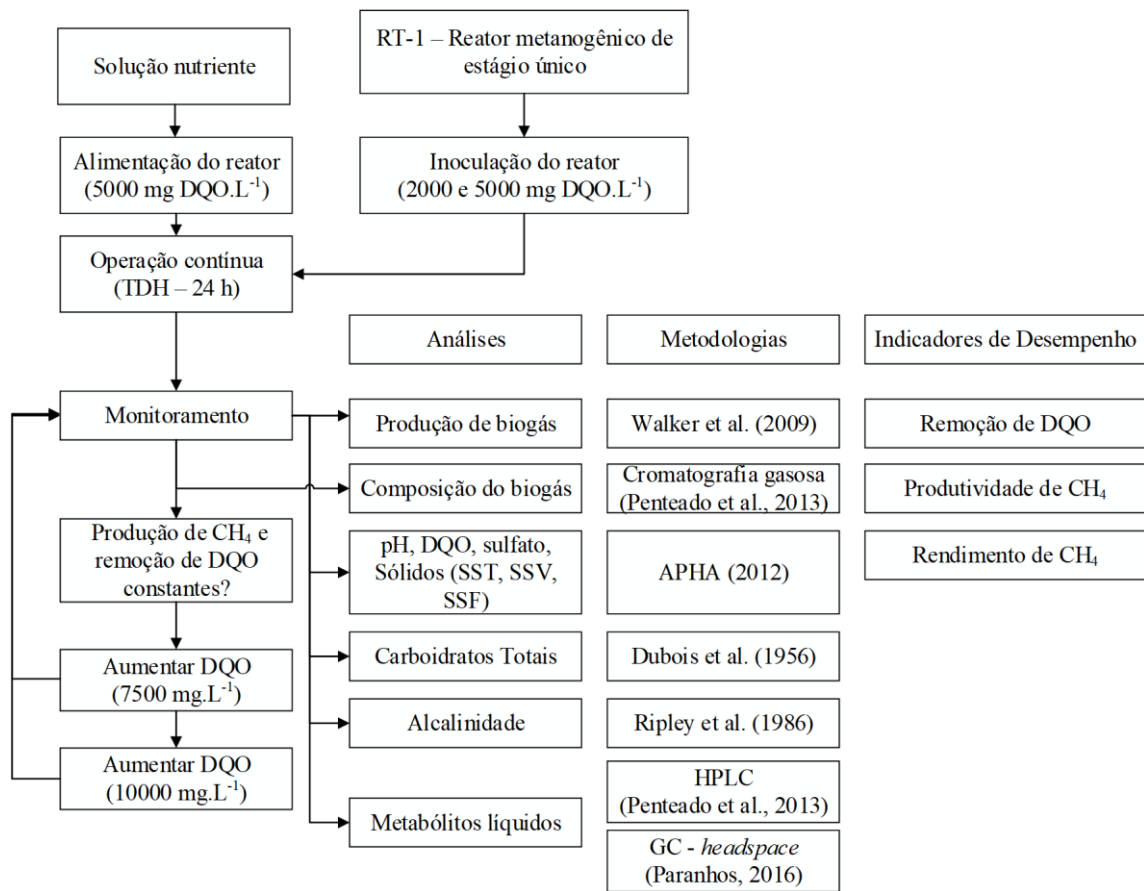 Solução nutriente
RT-1 – Reator metanogênico de
estágio único
Alimentação do reator
(5000 mg DQO.L⁻¹)
Inoculação do reator
(2000 e 5000 mg DQO.L⁻¹)
Operação contínua
(TDH – 24 h)
Análises
Metodologias
Indicadores de Desempenho
Monitoramento
Produção de biogás
Walker et al. (2009)
Remoção de DQO
Composição do biogás
Cromatografia gasosa
(Penteado et al., 2013)
Produtividade de CH₄
Produção de CH₄ e
remoção de DQO
constantes?
pH, DQO, sulfato,
Sólidos (SST, SSV,
SSF)
APHA (2012)
Rendimento de CH₄
Aumentar DQO
(7500 mg.L⁻¹)
Carboidratos Totais
Dubois et al. (1956)
Alcalinidade
Ripley et al. (1986)
Aumentar DQO
(10000 mg.L⁻¹)
Metabólitos líquidos
HPLC
(Penteado et al., 2013)
GC - headspace
(Paranhos, 2016)